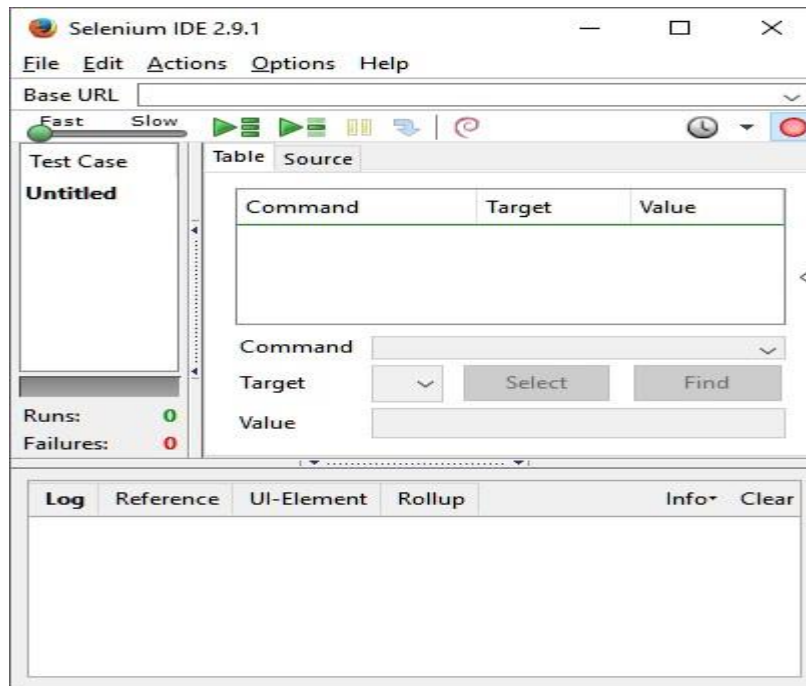 Selenium IDE 2.9.1
File Edit Actions Options Help
Base URL
Fast Slow
Test Case
Untitled
Table Source
Command Target Value
Command
Target Select Find
Value
Runs: 0
Failures: 0
Log Reference UI-Element Rollup Info Clear